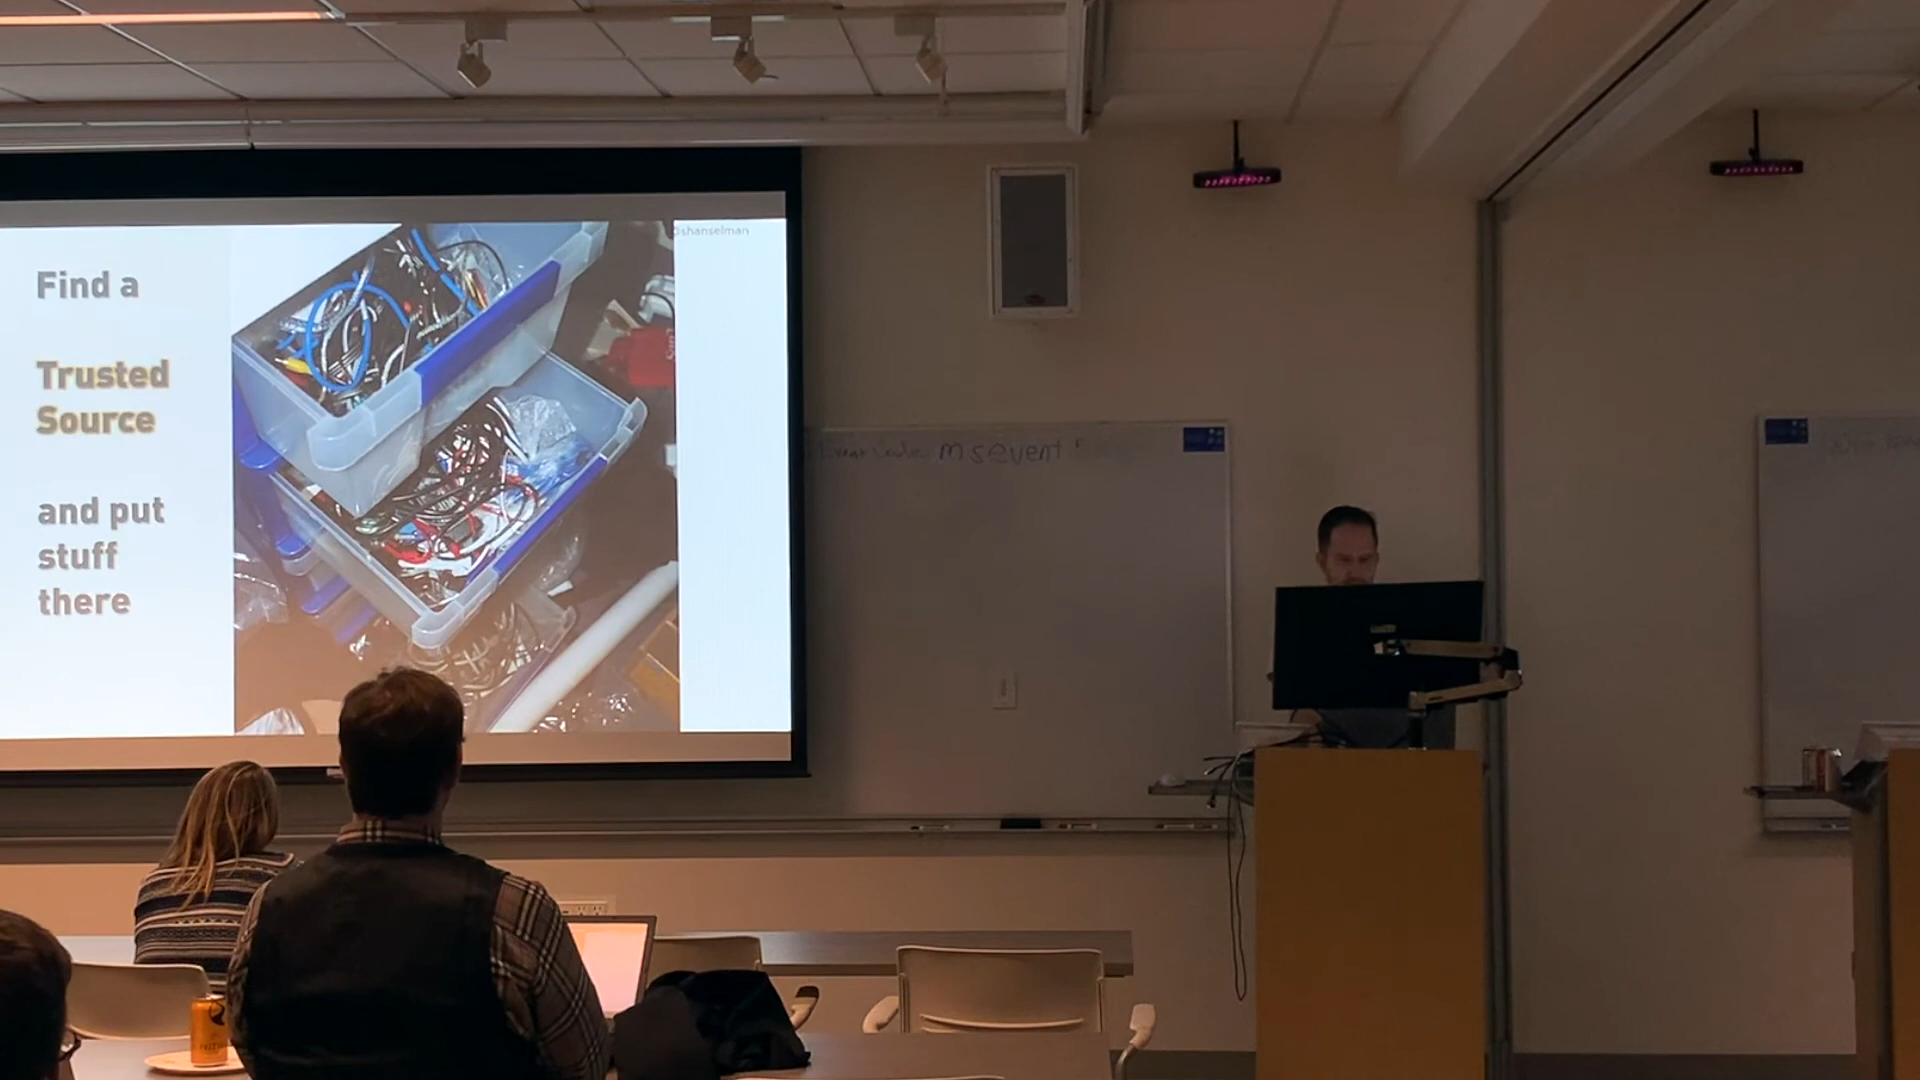 @shanselman
Find a
Trusted
Source
and put
stuff
there
msevent